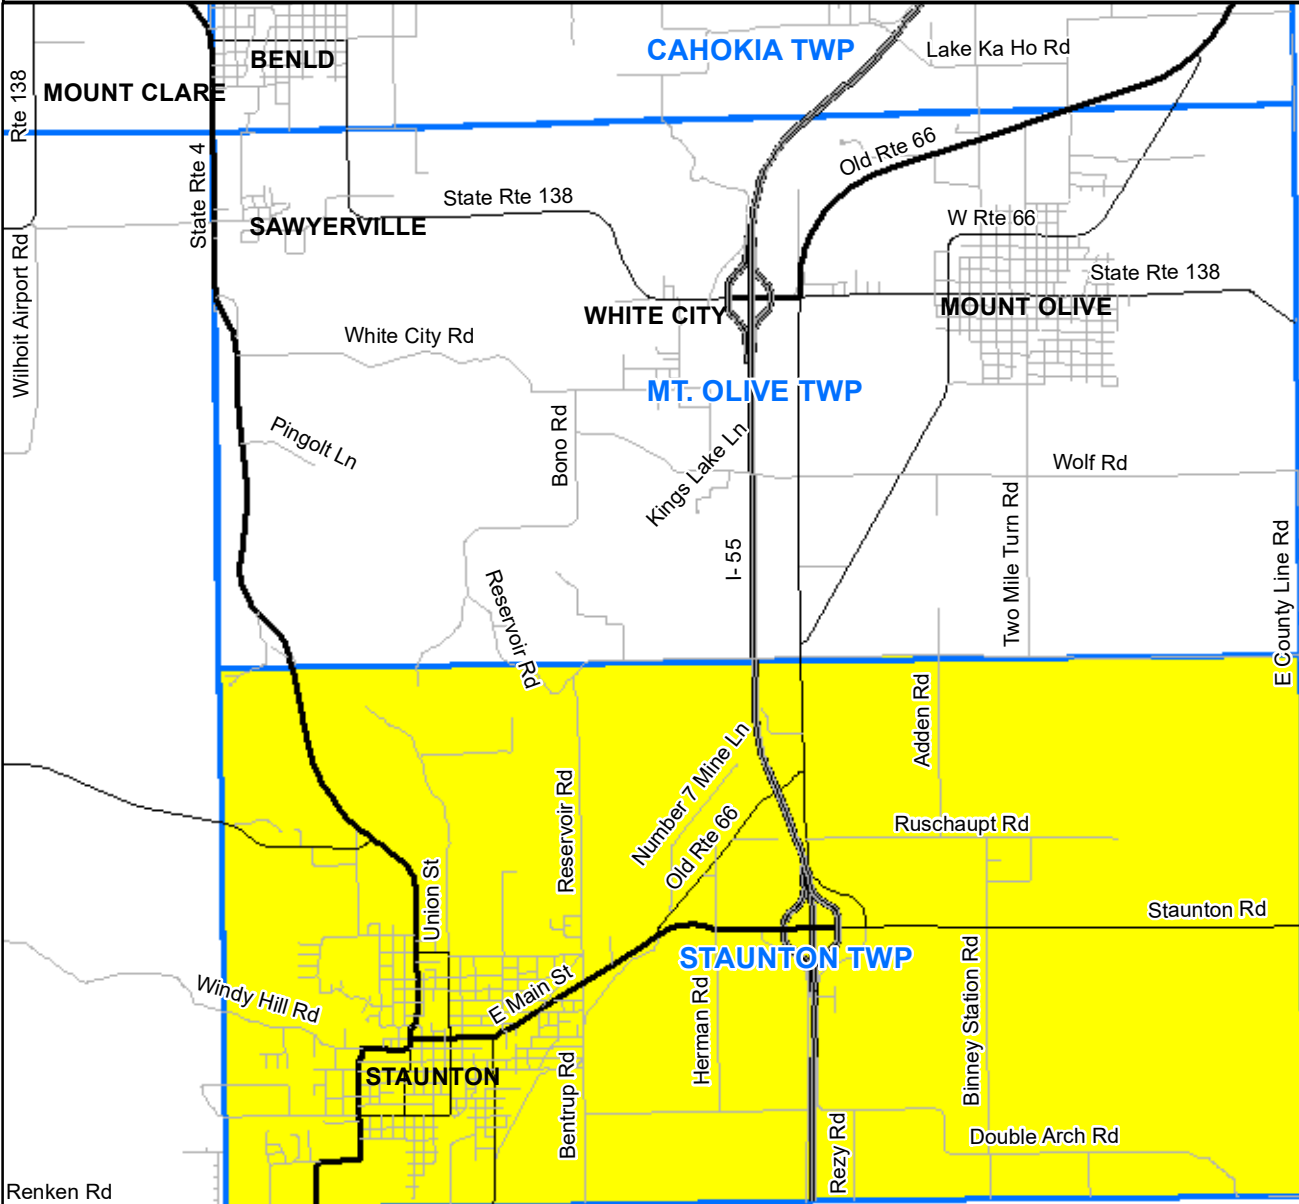 CAHOKIA TWP
Lake Ka Ho Rd
BENLD
MOUNT CLARE
Rte 138
Old Rte 66
State Rte 4
State Rte 138
W Rte 66
SAWYERVILLE
Wilhoit Airport Rd
State Rte 138
MOUNT OLIVE
WHITE CITY
White City Rd
MT. OLIVE TWP
Pingolt Ln
Bono Rd
Kings Lake Ln
Wolf Rd
I- 55
Two Mile Turn Rd
E County Line Rd
Reservoir Rd
Adden Rd
Number 7 Mine Ln
Old Rte 66
Reservoir Rd
Ruschaupt Rd
Union St
Staunton Rd
STAUNTON TWP
Windy Hill Rd
E Main St
Herman Rd
Binney Station Rd
STAUNTON
Bentrup Rd
Rezy Rd
Double Arch Rd
Renken Rd